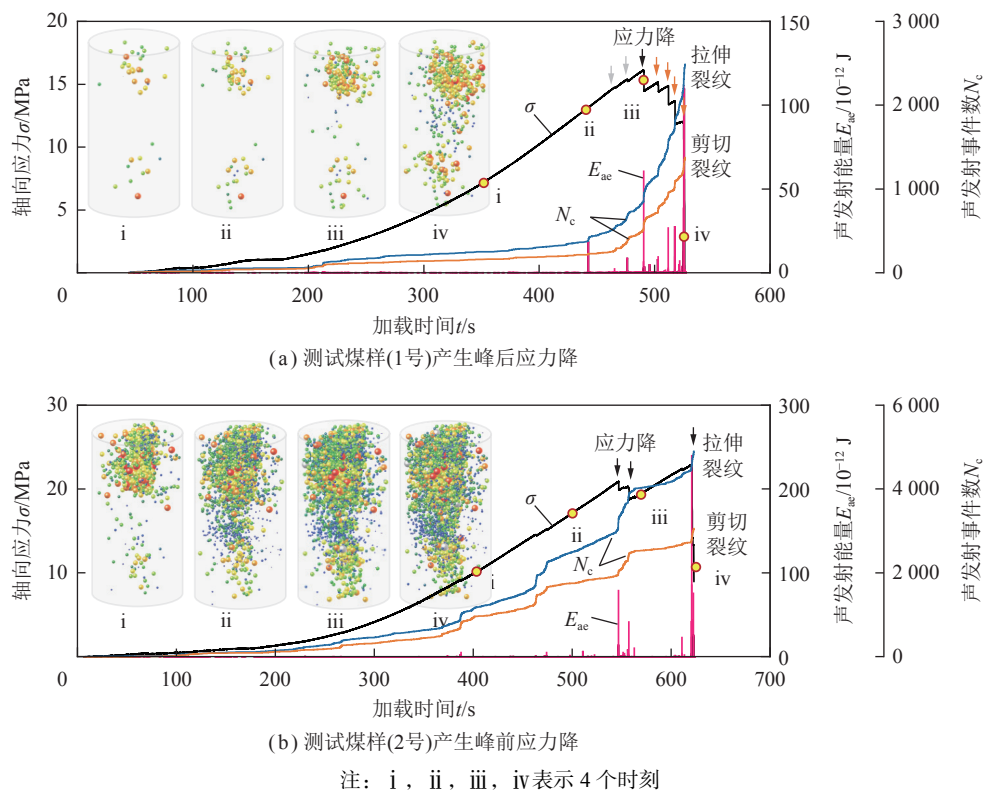 20
15
10
5
轴向应力σ/MPa
i
ii
iii
iv
应力降
拉伸
裂纹
σ
ii
iii
剪切
裂纹
E_ae
N_c
i
iv
150
100
50
0
声发射能量E_ae/10⁻¹² J
3 000
2 000
1 000
0
声发射事件数N_c
0 100 200 300 400 500 600
加载时间t/s
(a) 测试煤样(1号)产生峰后应力降
30
20
10
轴向应力σ/MPa
i
ii
iii
iv
应力降
拉伸
裂纹
σ
ii
iii
剪切
裂纹
N_c
i
iv
E_ae
300
200
100
0
声发射能量E_ae/10⁻¹² J
6 000
4 000
2 000
0
声发射事件数N_c
0 100 200 300 400 500 600 700
加载时间t/s
(b) 测试煤样(2号)产生峰前应力降
注：ⅰ，ⅱ，ⅲ，ⅳ表示 4 个时刻